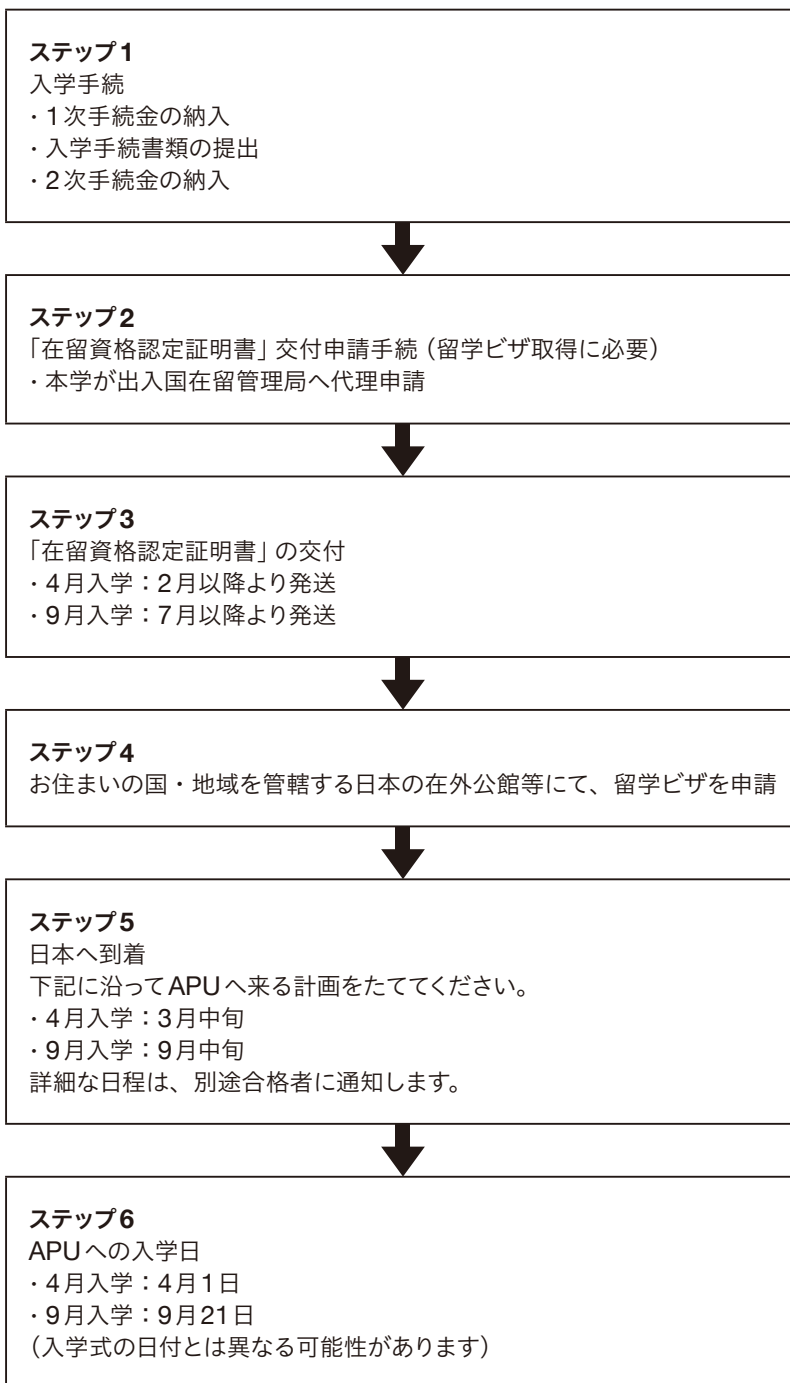 ステップ1
入学手続
・1次手続金の納入
・入学手続書類の提出
・2次手続金の納入
ステップ2
「在留資格認定証明書」交付申請手続（留学ビザ取得に必要）
・本学が出入国在留管理局へ代理申請
ステップ3
「在留資格認定証明書」の交付
・4月入学：2月以降より発送
・9月入学：7月以降より発送
ステップ4
お住まいの国・地域を管轄する日本の在外公館等にて、留学ビザを申請
ステップ5
日本へ到着
下記に沿ってAPUへ来る計画をたててください。
・4月入学：3月中旬
・9月入学：9月中旬
詳細な日程は、別途合格者に通知します。
ステップ6
APUへの入学日
・4月入学：4月1日
・9月入学：9月21日
（入学式の日付とは異なる可能性があります）